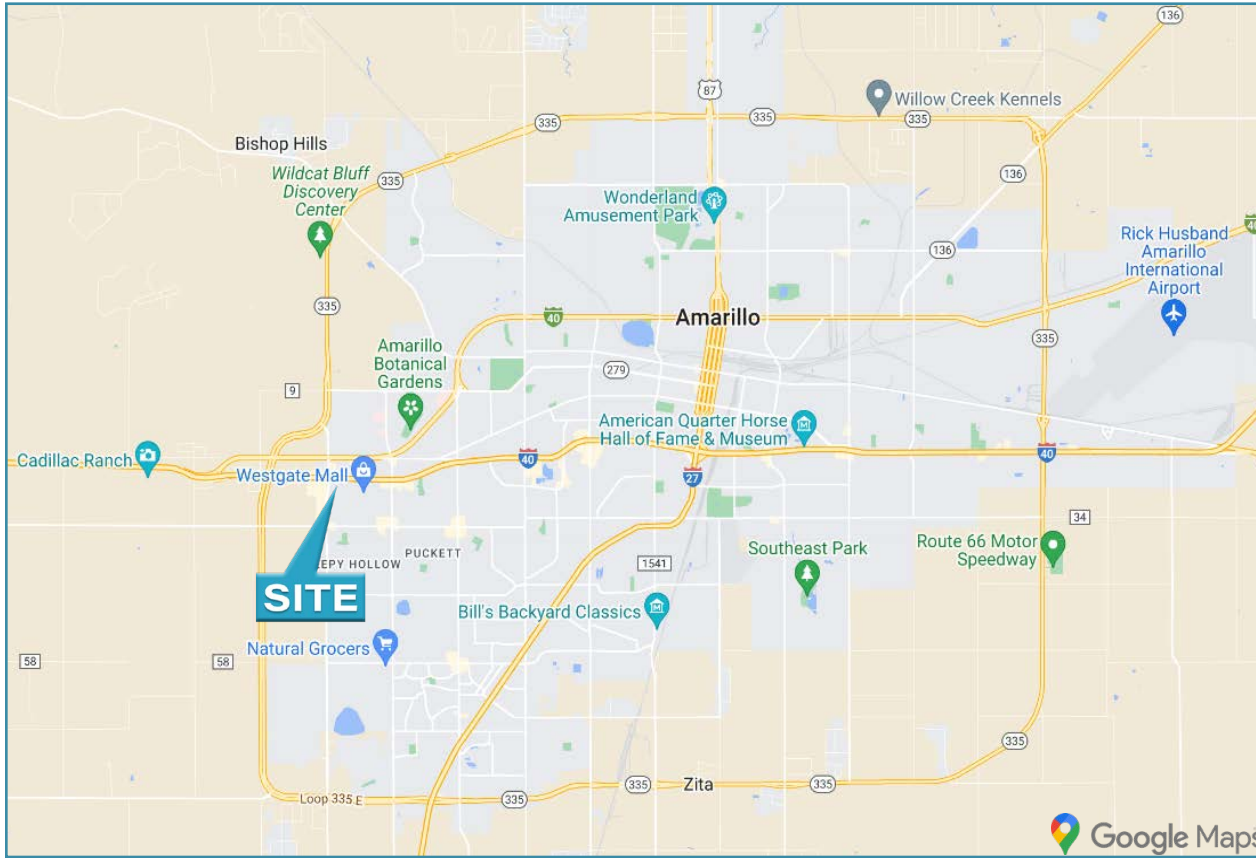 136
87
Willow Creek Kennels
335
335
335
Bishop Hills
335
Wildcat Bluff
Discovery
Center
136
Wonderland
Amusement Park
136
Rick Husband
Amarillo
International
Airport
40
335
40
Amarillo
335
Amarillo
Botanical
Gardens
279
9
American Quarter Horse
Hall of Fame & Museum
Cadillac Ranch
40
40
Westgate Mall
27
34
PUCKETT
Southeast Park
Route 66 Motor
Speedway
EPY HOLLOW
1541
SITE
Bill's Backyard Classics
Natural Grocers
58
58
335
Zita
335
335
335
Loop 335 E
Google Maps